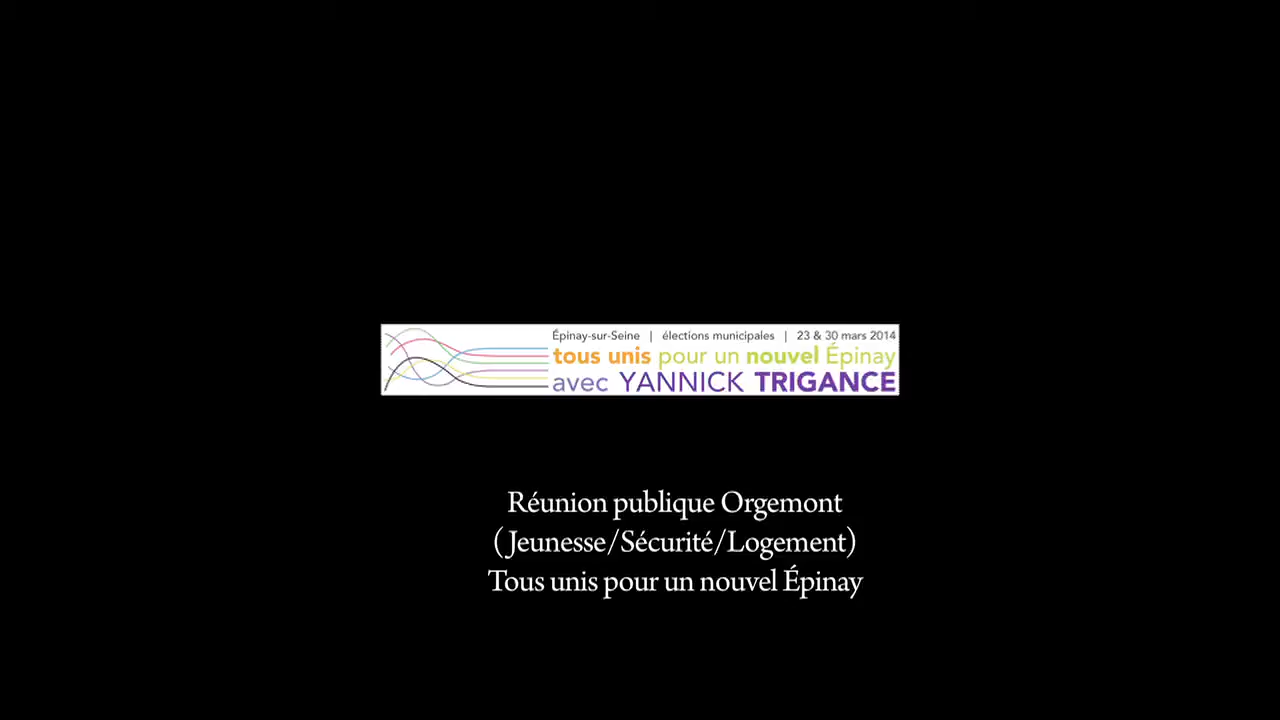 Épinay-sur-Seine | élections municipales | 23 & 30 mars 2014
tous unis pour un nouvel Épinay
avec YANNICK TRIGANCE
Réunion publique Orgemont
(Jeunesse/Sécurité/Logement)
Tous unis pour un nouvel Épinay